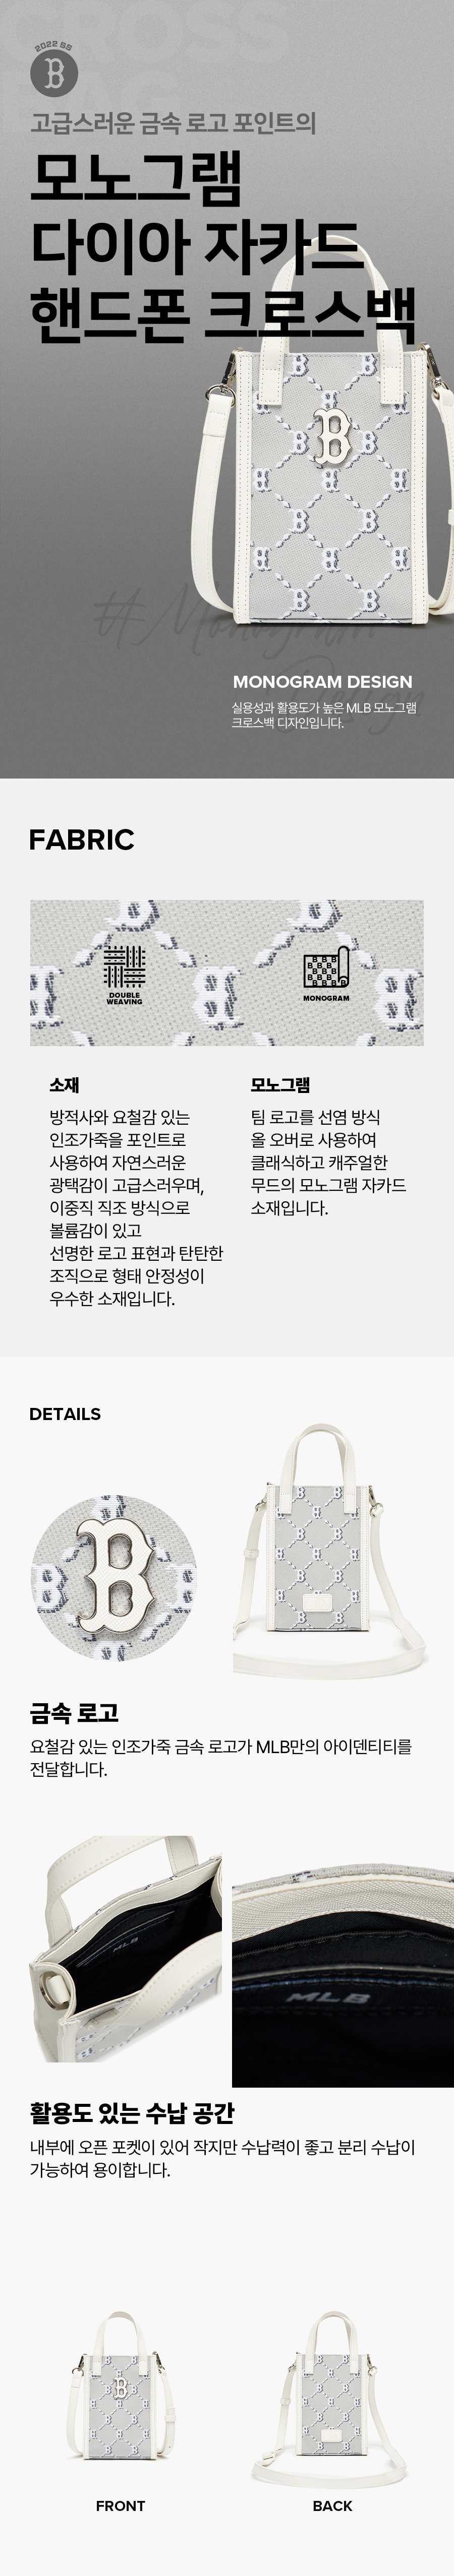 CROSS
BAG
2022 SS
B
고급스러운 금속 로고 포인트의
모노그램
다이아 자카드
핸드폰 크로스백
#Monogram
Design
MONOGRAM DESIGN
실용성과 활용도가 높은 MLB 모노그램
크로스백 디자인입니다.
FABRIC
DOUBLE
WEAVING
MONOGRAM
소재
방적사와 요철감 있는
인조가죽을 포인트로
사용하여 자연스러운
광택감이 고급스러우며,
이중직 직조 방식으로
볼륨감이 있고
선명한 로고 표현과 탄탄한
조직으로 형태 안정성이
우수한 소재입니다.
모노그램
팀 로고를 선염 방식
올 오버로 사용하여
클래식하고 캐주얼한
무드의 모노그램 자카드
소재입니다.
DETAILS
B
금속 로고
요철감 있는 인조가죽 금속 로고가 MLB만의 아이덴티티를
전달합니다.
MLB
MLB
활용도 있는 수납 공간
내부에 오픈 포켓이 있어 작지만 수납력이 좋고 분리 수납이
가능하여 용이합니다.
FRONT
BACK